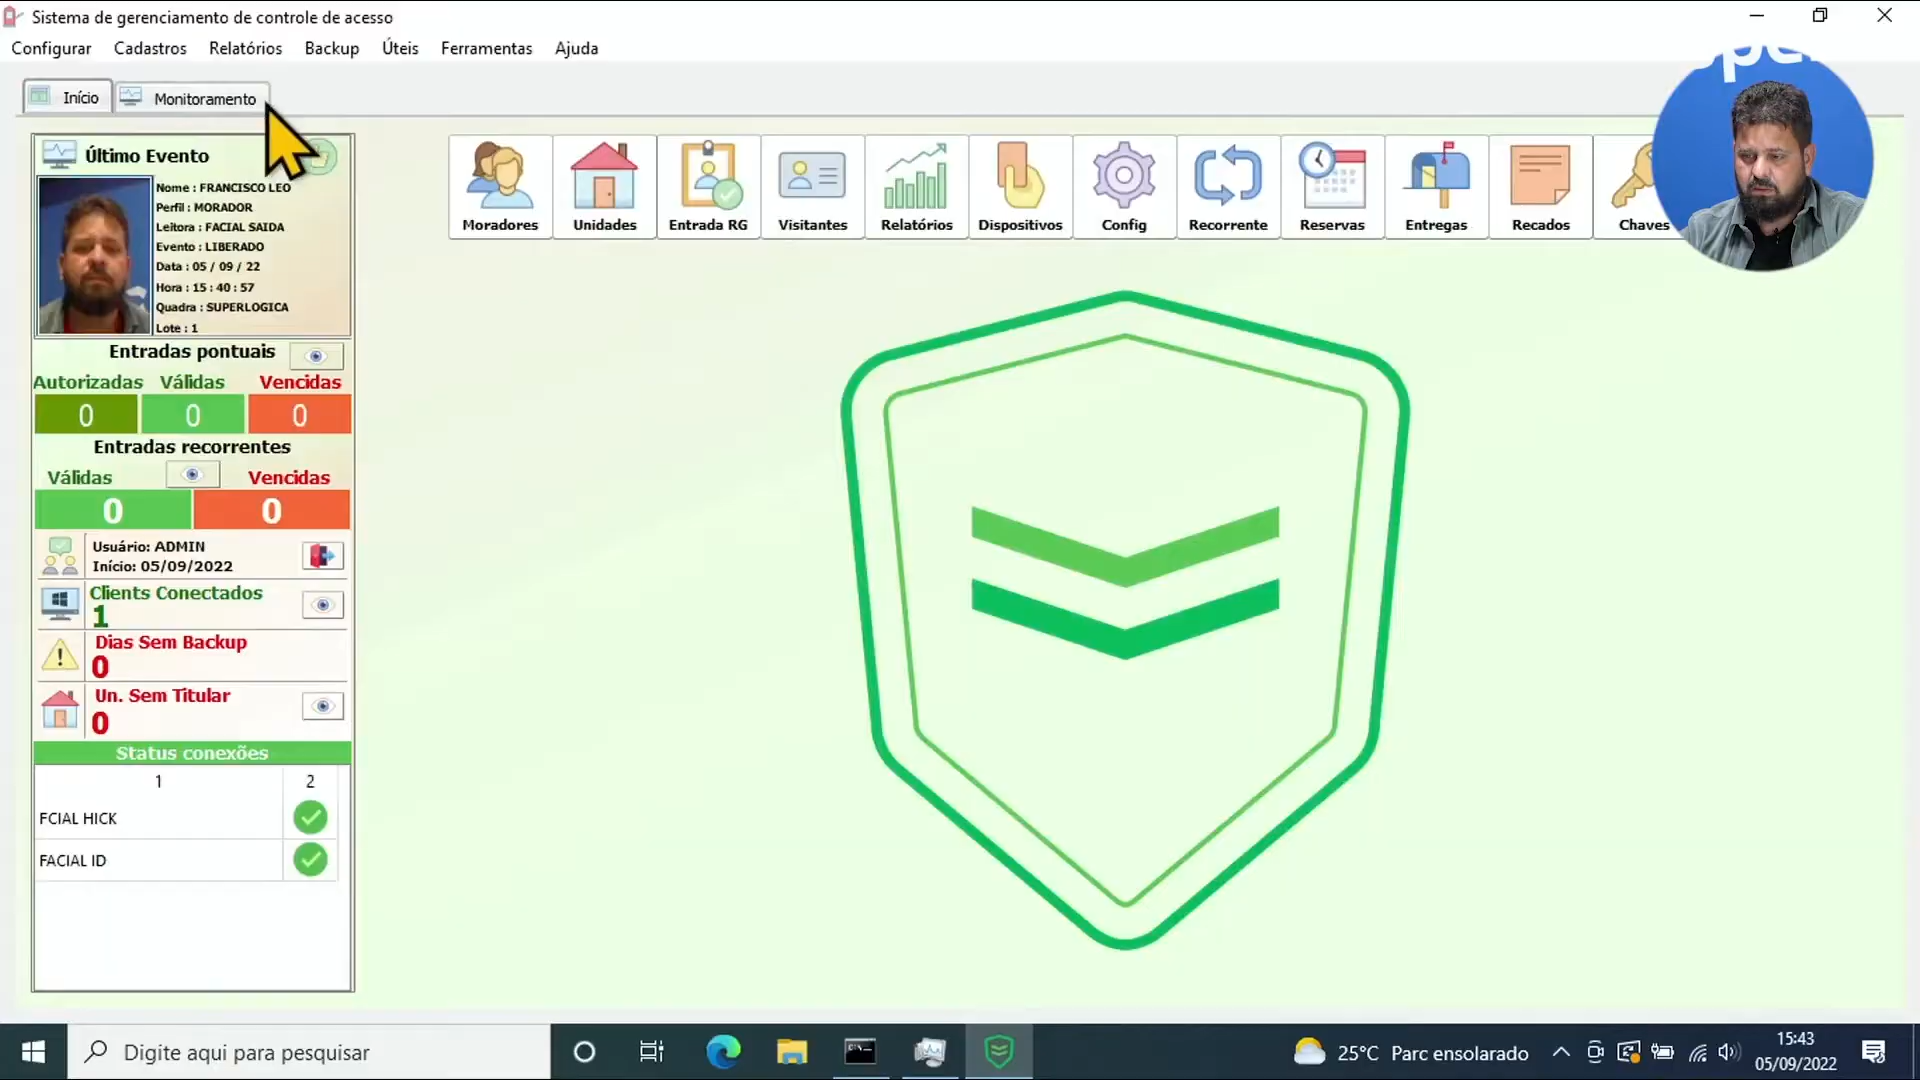 Sistema de gerenciamento de controle de acesso
Configurar Cadastros Relatórios Backup Úteis Ferramentas Ajuda
Início Monitoramento
Último Evento
Nome : FRANCISCO LEO
Perfil : MORADOR
Leitora : FACIAL SAIDA
Evento : LIBERADO
Data : 05 / 09 / 22
Hora : 15 : 40 : 57
Quadra : SUPERLOGICA
Lote : 1
Moradores Unidades Entrada RG Visitantes Relatórios Dispositivos Config Recorrente Reservas Entregas Recados Chaves
Entradas pontuais
Autorizadas Válidas Vencidas
0 0 0
Entradas recorrentes
Válidas Vencidas
0 0
Usuário: ADMIN
Início: 05/09/2022
Clients Conectados
1
Dias Sem Backup
0
Un. Sem Titular
0
Status conexões
1 2
FCIAL HICK
FACIAL ID
Digite aqui para pesquisar
25°C Parc ensolarado
15:43
05/09/2022